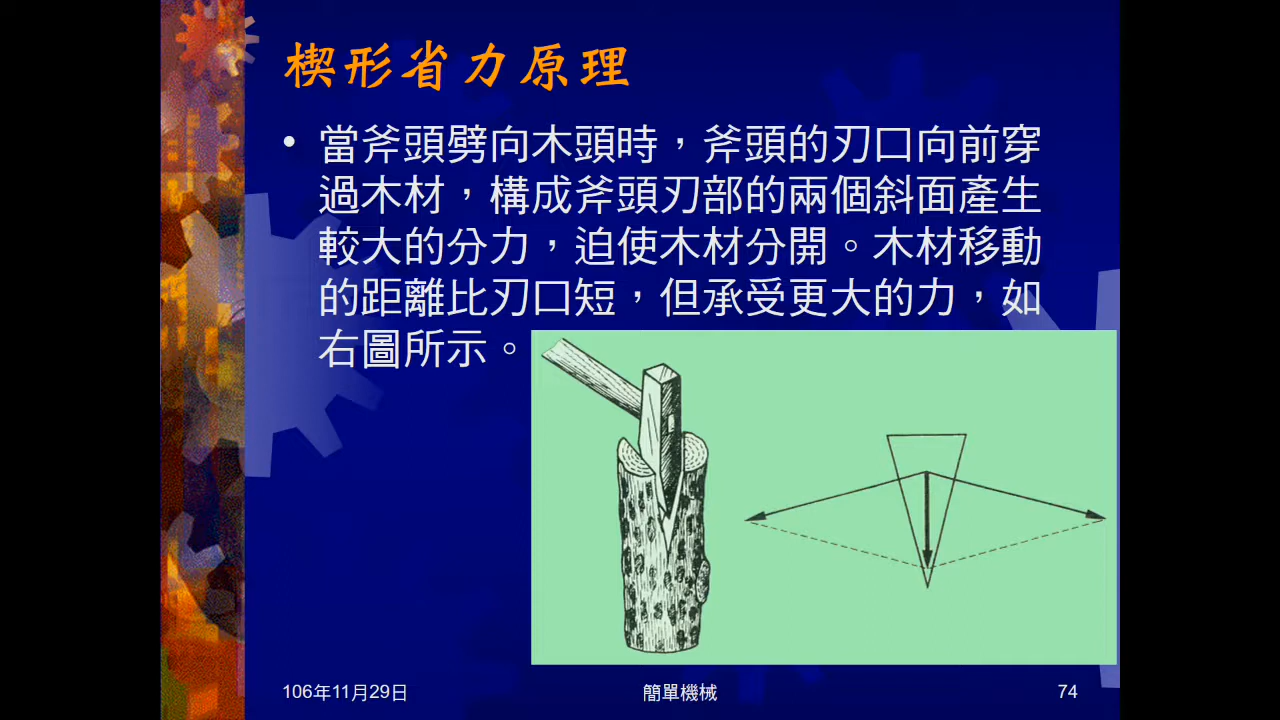 楔形省力原理
• 當斧頭劈向木頭時，斧頭的刃口向前穿
過木材，構成斧頭刃部的兩個斜面產生
較大的分力，迫使木材分開。木材移動
的距離比刃口短，但承受更大的力，如
右圖所示。
106年11月29日
簡單機械
74